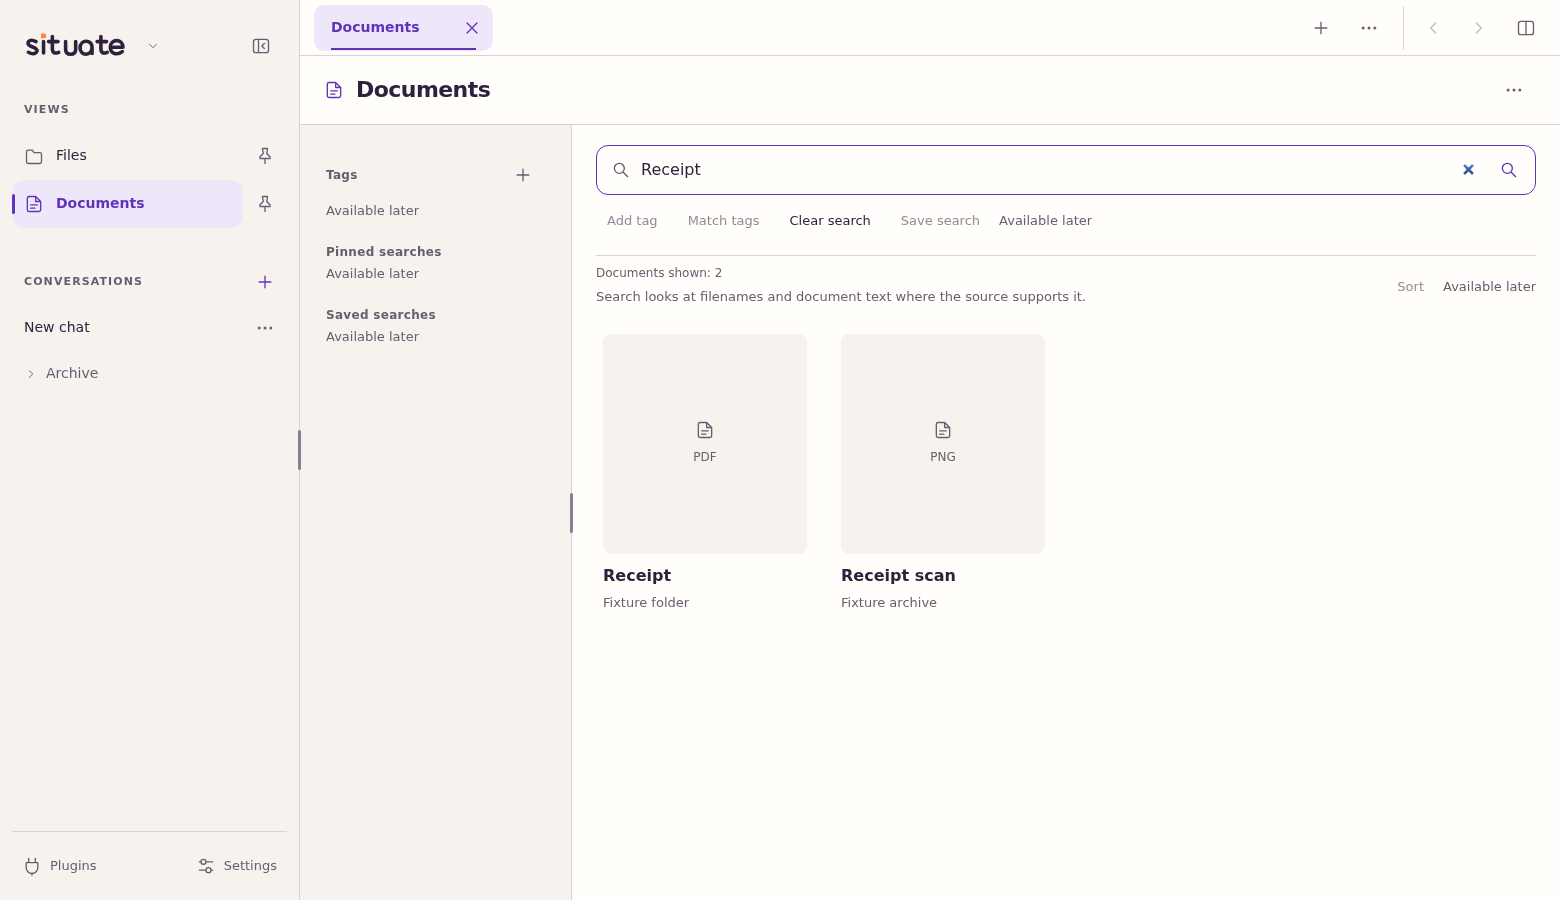 situate
VIEWS
Files
Documents
CONVERSATIONS
New chat
Archive
Plugins
Settings
Documents
Documents
Tags
Available later
Pinned searches
Available later
Saved searches
Available later
Receipt
Add tag
Match tags
Clear search
Save search
Available later
Documents shown: 2
Search looks at filenames and document text where the source supports it.
Sort
Available later
PDF
Receipt
Fixture folder
PNG
Receipt scan
Fixture archive